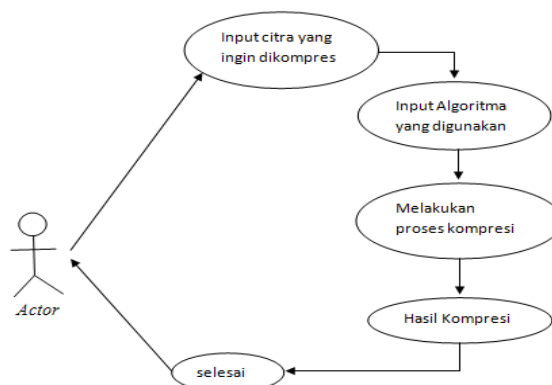 Input citra yang
ingin dikompres
Input Algoritma
yang digunakan
Melakukan
proses kompresi
Hasil Kompresi
selesai
Actor